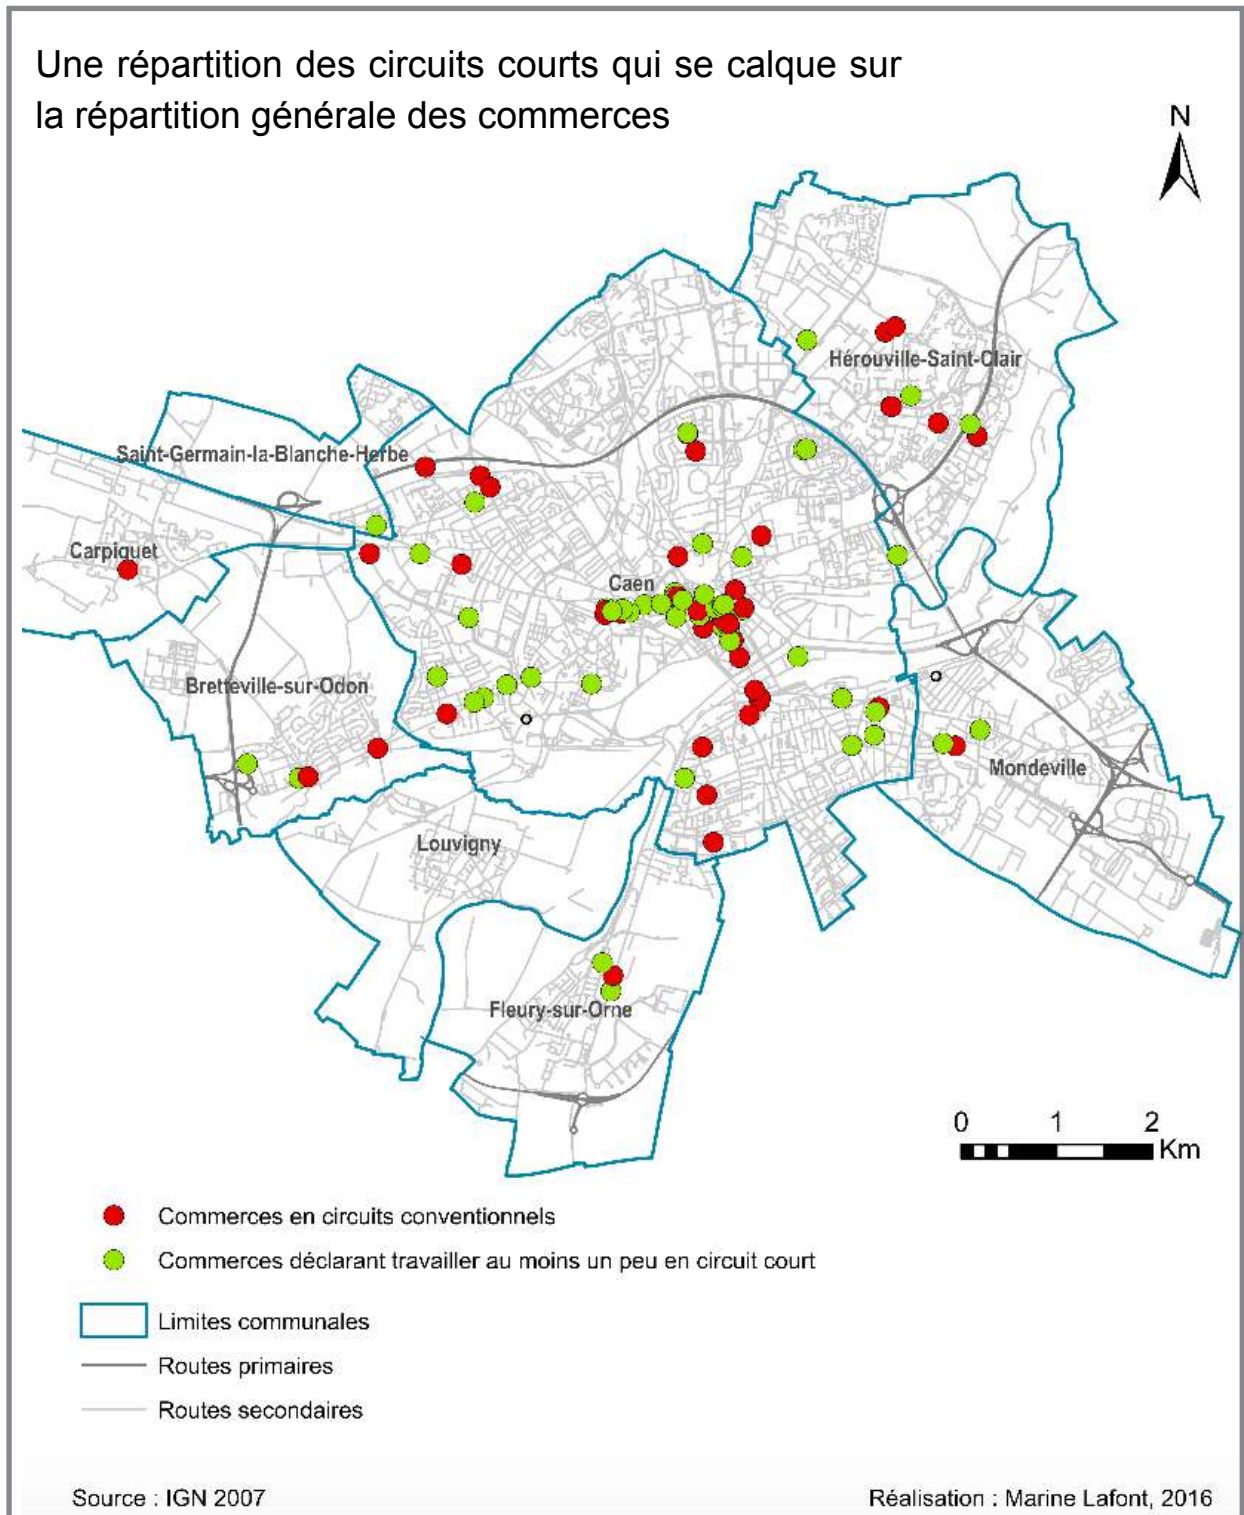 Une répartition des circuits courts qui se calque sur
la répartition générale des commerces
N
Hérouville-Saint-Clair
Saint-Germain-la-Blanche-Herbe
Carpiquet
Caen
Bretteville-sur-Odon
Mondeville
Louvigny
Fleury-sur-Orne
0 1 2
Km
Commerces en circuits conventionnels
Commerces déclarant travailler au moins un peu en circuit court
Limites communales
Routes primaires
Routes secondaires
Source : IGN 2007
Réalisation : Marine Lafont, 2016